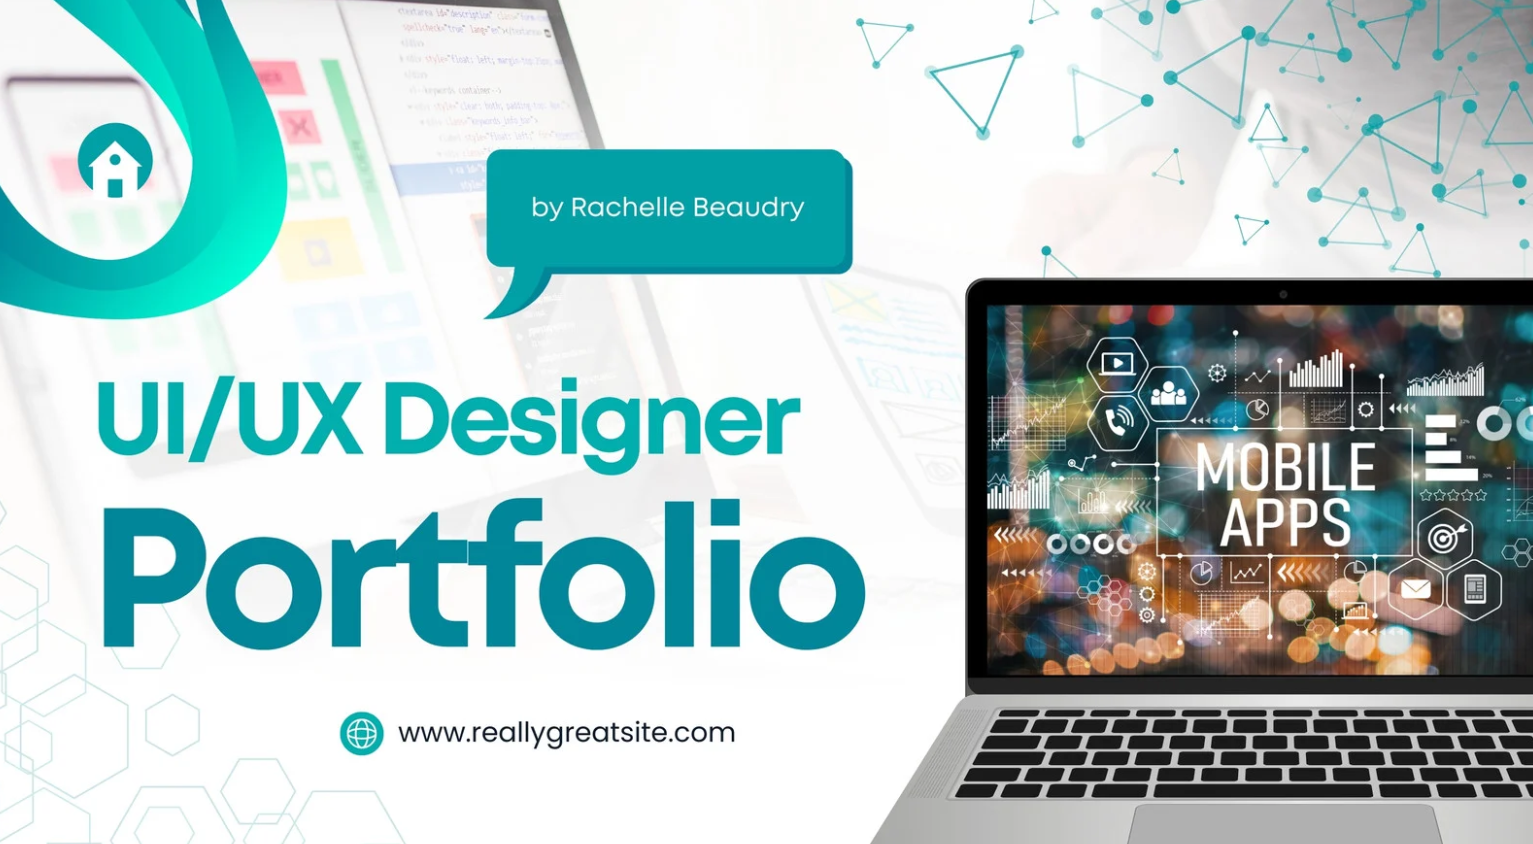 by Rachelle Beaudry
UI/UX Designer
Portfolio
www.reallygreatsite.com
MOBILE
APPS